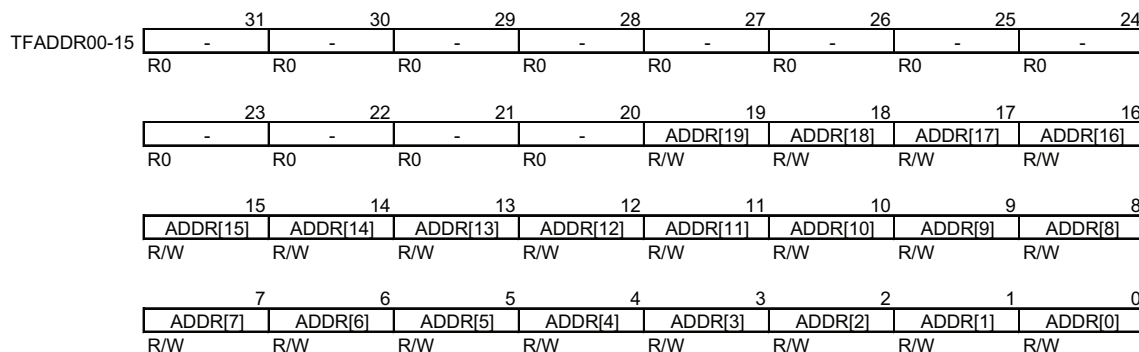 31 30 29 28 27 26 25 24
TFADDR00-15 - - - - - - - -
R0 R0 R0 R0 R0 R0 R0 R0
23 22 21 20 19 18 17 16
- - - - ADDR[19] ADDR[18] ADDR[17] ADDR[16]
R0 R0 R0 R0 R/W R/W R/W R/W
15 14 13 12 11 10 9 8
ADDR[15] ADDR[14] ADDR[13] ADDR[12] ADDR[11] ADDR[10] ADDR[9] ADDR[8]
R/W R/W R/W R/W R/W R/W R/W R/W
7 6 5 4 3 2 1 0
ADDR[7] ADDR[6] ADDR[5] ADDR[4] ADDR[3] ADDR[2] ADDR[1] ADDR[0]
R/W R/W R/W R/W R/W R/W R/W R/W